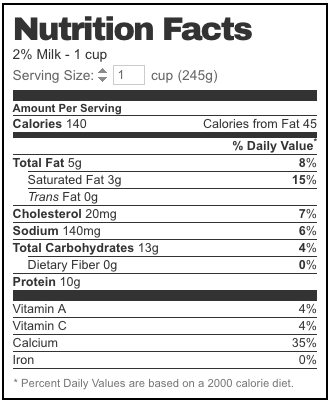 Nutrition Facts
2% Milk - 1 cup
Serving Size: 1 cup (245g)
Amount Per Serving
Calories 140 Calories from Fat 45
% Daily Value*
Total Fat 5g 8%
Saturated Fat 3g 15%
Trans Fat 0g
Cholesterol 20mg 7%
Sodium 140mg 6%
Total Carbohydrates 13g 4%
Dietary Fiber 0g 0%
Protein 10g
Vitamin A 4%
Vitamin C 4%
Calcium 35%
Iron 0%
* Percent Daily Values are based on a 2000 calorie diet.